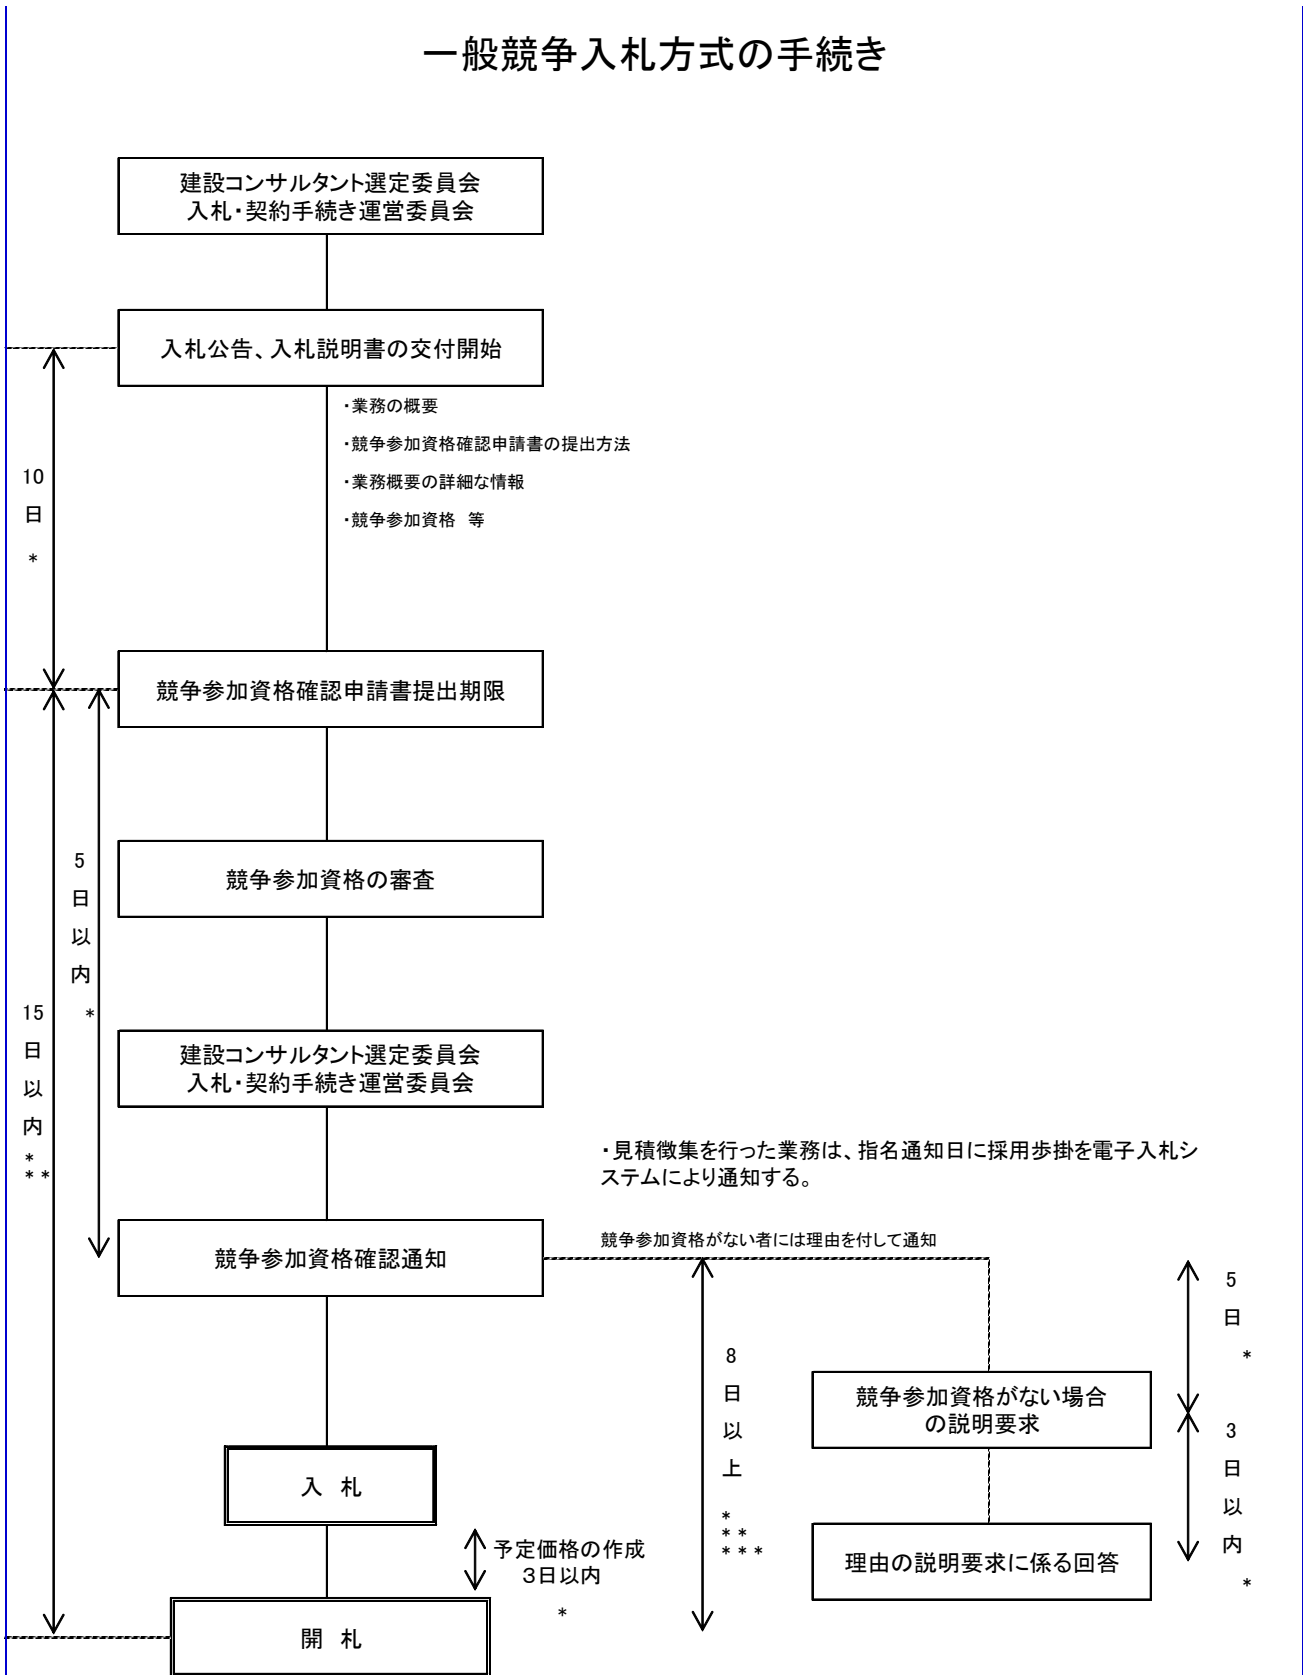 一般競争入札方式の手続き
建設コンサルタント選定委員会
入札・契約手続き運営委員会
入札公告、入札説明書の交付開始
・業務の概要
・競争参加資格確認申請書の提出方法
・業務概要の詳細な情報
・競争参加資格　等
10日 *
競争参加資格確認申請書提出期限
5日以内 *
競争参加資格の審査
15日以内 *
* *
建設コンサルタント選定委員会
入札・契約手続き運営委員会
・見積徴集を行った業務は、指名通知日に採用歩掛を電子入札シ
ステムにより通知する。
競争参加資格確認通知
競争参加資格がない者には理由を付して通知
5日 *
8日以上 *
* *
* * *
競争参加資格がない場合
の説明要求
3日以内 *
入　札
予定価格の作成
3日以内
*
理由の説明要求に係る回答
開　札